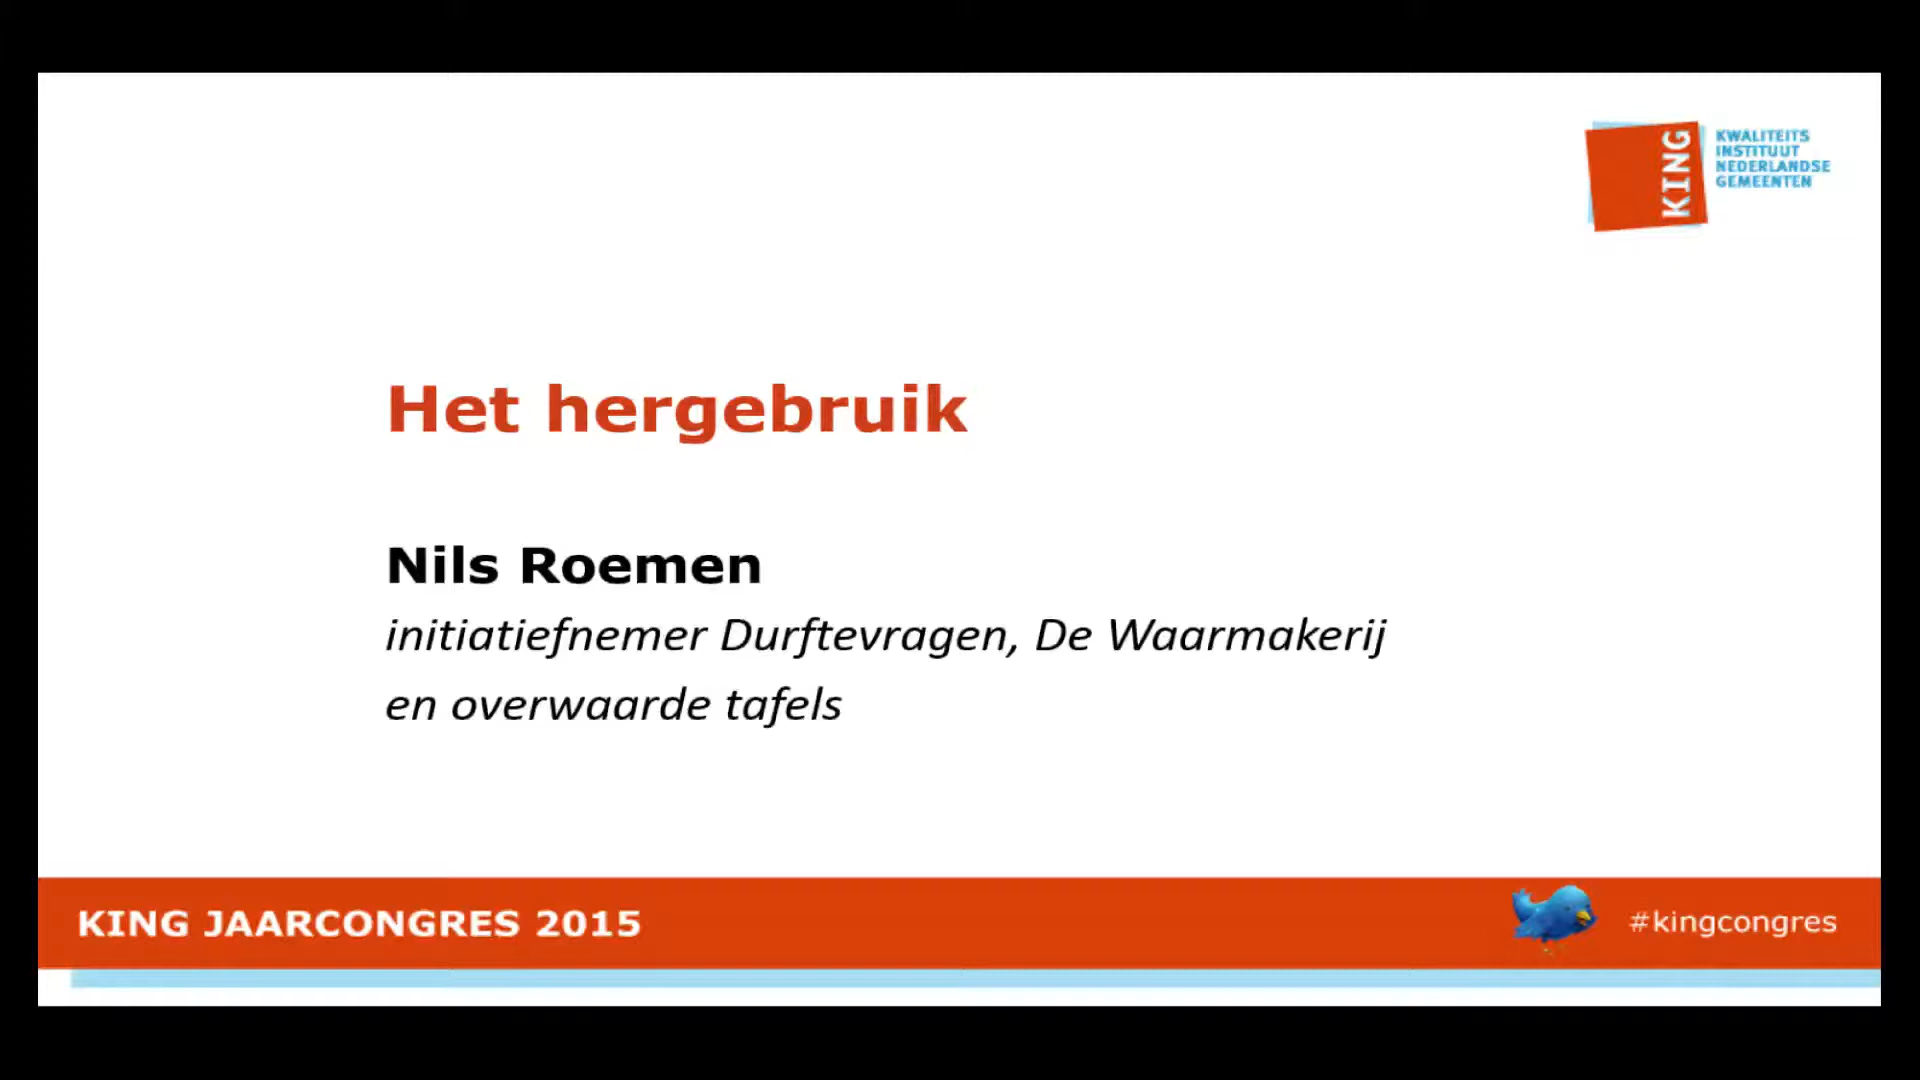 KING
KWALITEITS
INSTITUUT
NEDERLANDSE
GEMEENTEN
Het hergebruik
Nils Roemen
initiatiefnemer Durftevragen, De Waarmakerij
en overwaarde tafels
KING JAARCONGRES 2015
#kingcongres